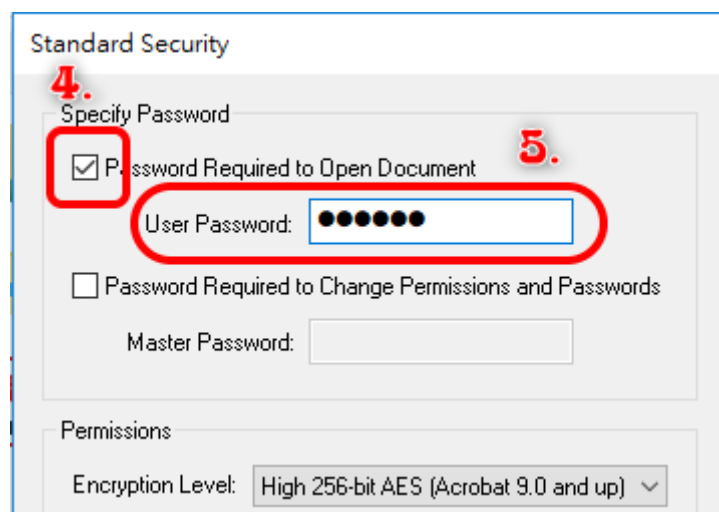 Standard Security
4.
Specify Password
Password Required to Open Document
5.
User Password: ●●●●●●
Password Required to Change Permissions and Passwords
Master Password:
Permissions
Encryption Level: High 256-bit AES (Acrobat 9.0 and up)